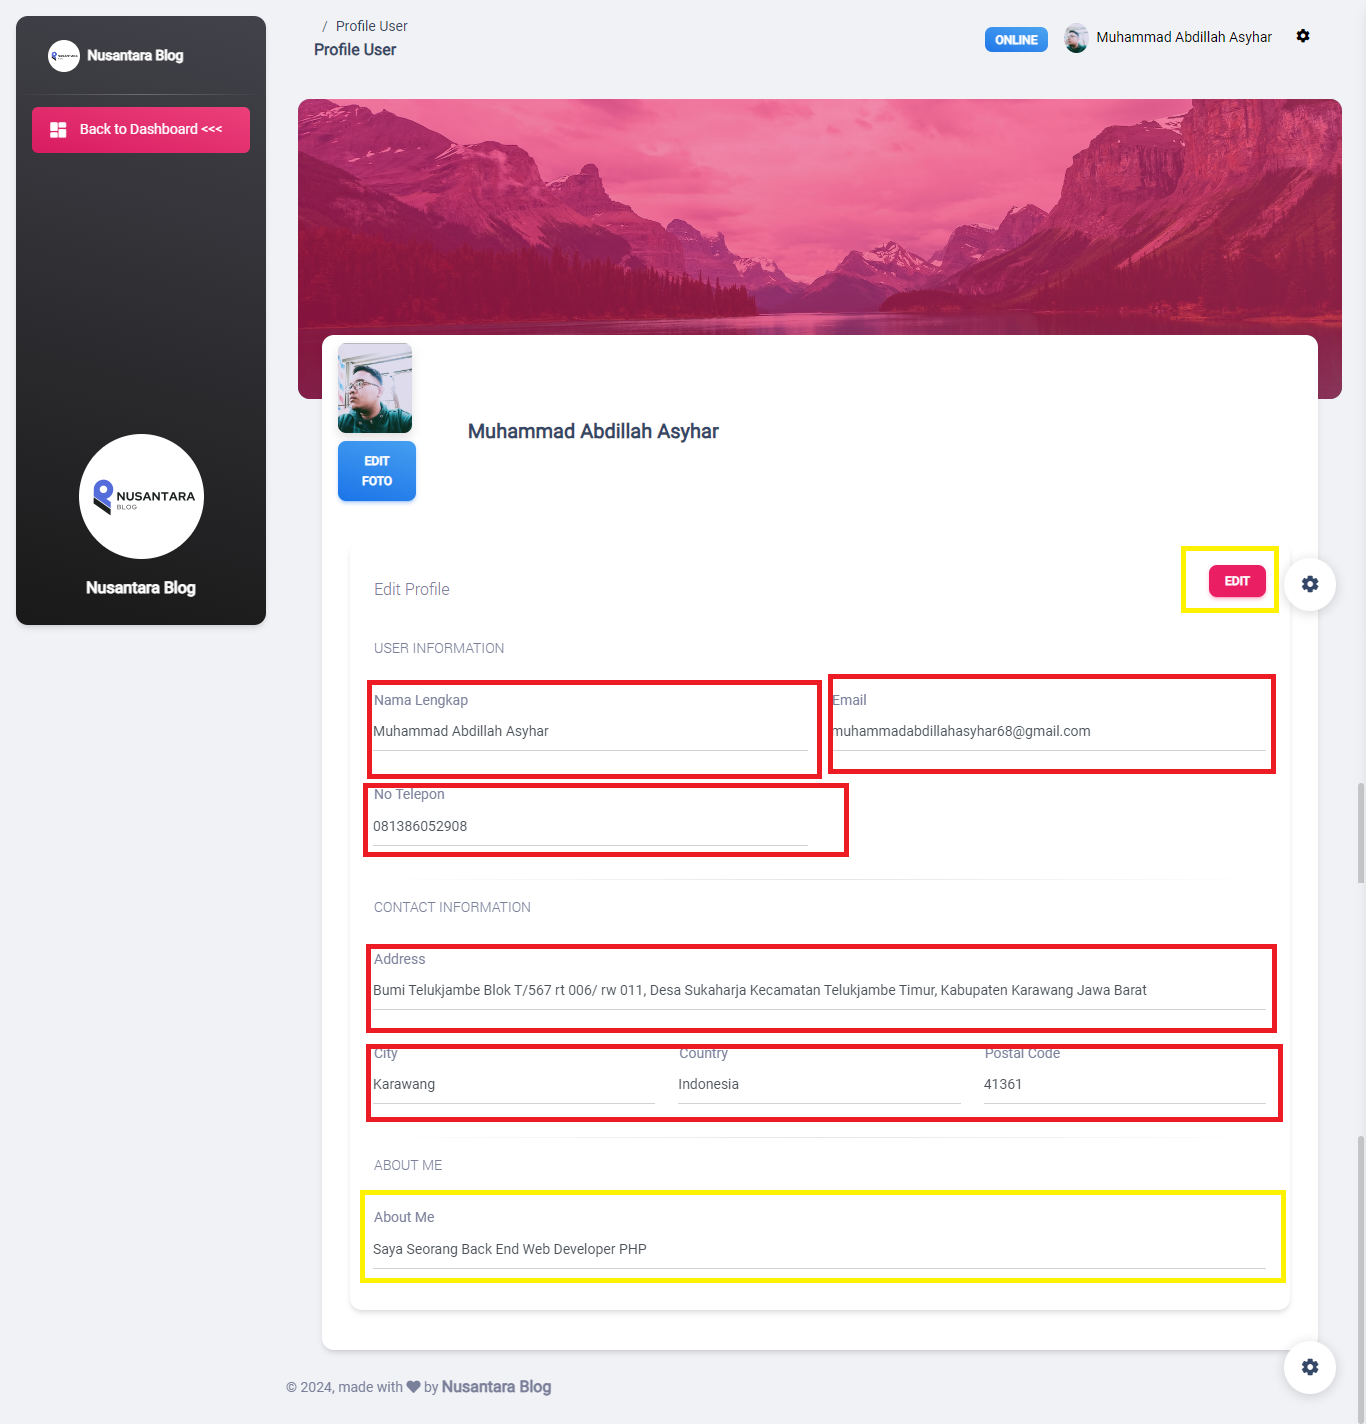 Nusantara Blog
Back to Dashboard <<<
NUSANTARA
BLOG
Nusantara Blog
/ Profile User
Profile User
ONLINE
Muhammad Abdillah Asyhar
Muhammad Abdillah Asyhar
EDIT
FOTO
Edit Profile
EDIT
USER INFORMATION
Nama Lengkap
Muhammad Abdillah Asyhar
Email
muhammadabdillahasyhar68@gmail.com
No Telepon
081386052908
CONTACT INFORMATION
Address
Bumi Telukjambe Blok T/567 rt 006/ rw 011, Desa Sukaharja Kecamatan Telukjambe Timur, Kabupaten Karawang Jawa Barat
City
Karawang
Country
Indonesia
Postal Code
41361
ABOUT ME
About Me
Saya Seorang Back End Web Developer PHP
© 2024, made with ♥ by Nusantara Blog